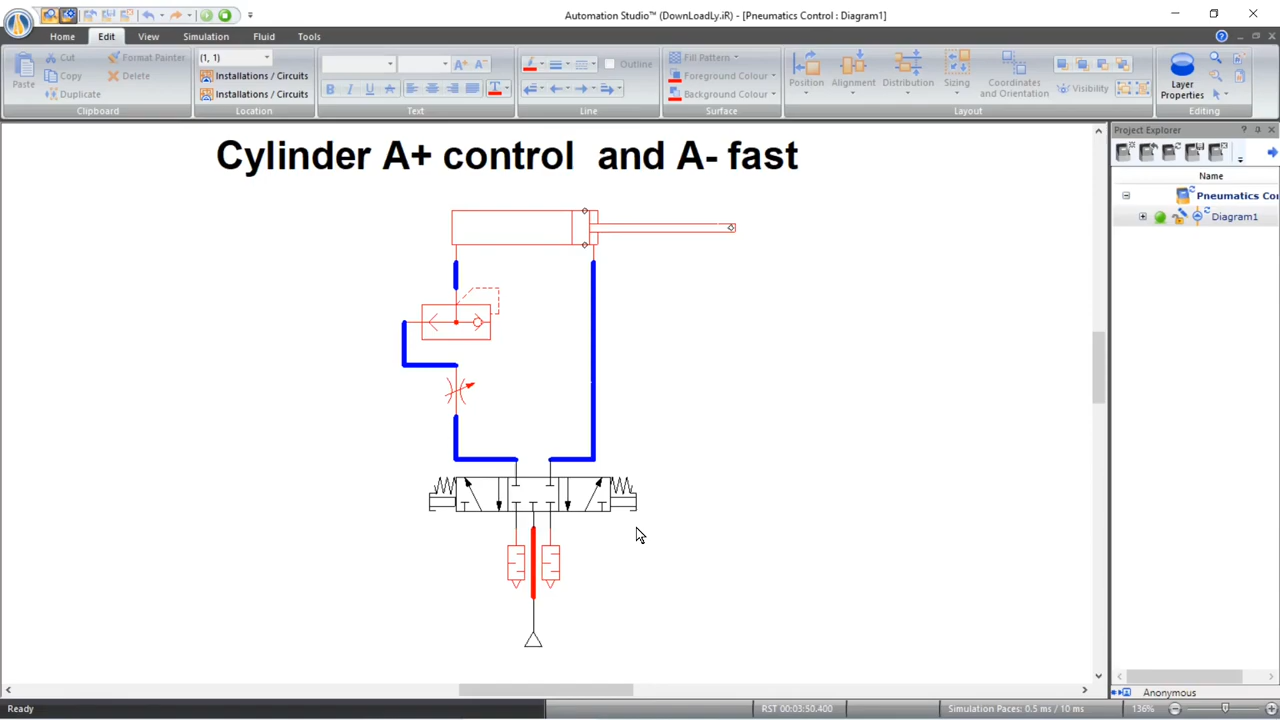 Automation Studio™ (DownLoadLy.iR) - [Pneumatics Control : Diagram1]
Home Edit View Simulation Fluid Tools
Paste
Cut
Copy
Duplicate
Format Painter
Delete
Clipboard
(1, 1)
Installations / Circuits
Installations / Circuits
Location
B I U A
Text
Outline
Line
Fill Pattern
Foreground Colour
Background Colour
Surface
Position Alignment Distribution Sizing Coordinates and Orientation
Visibility
Layout
Layer Properties
Editing
Cylinder A+ control and A- fast
Project Explorer
Name
Pneumatics Co
Diagram1
Anonymous
Ready
RST 00:03:50.400
Simulation Paces: 0.5 ms / 10 ms
136%